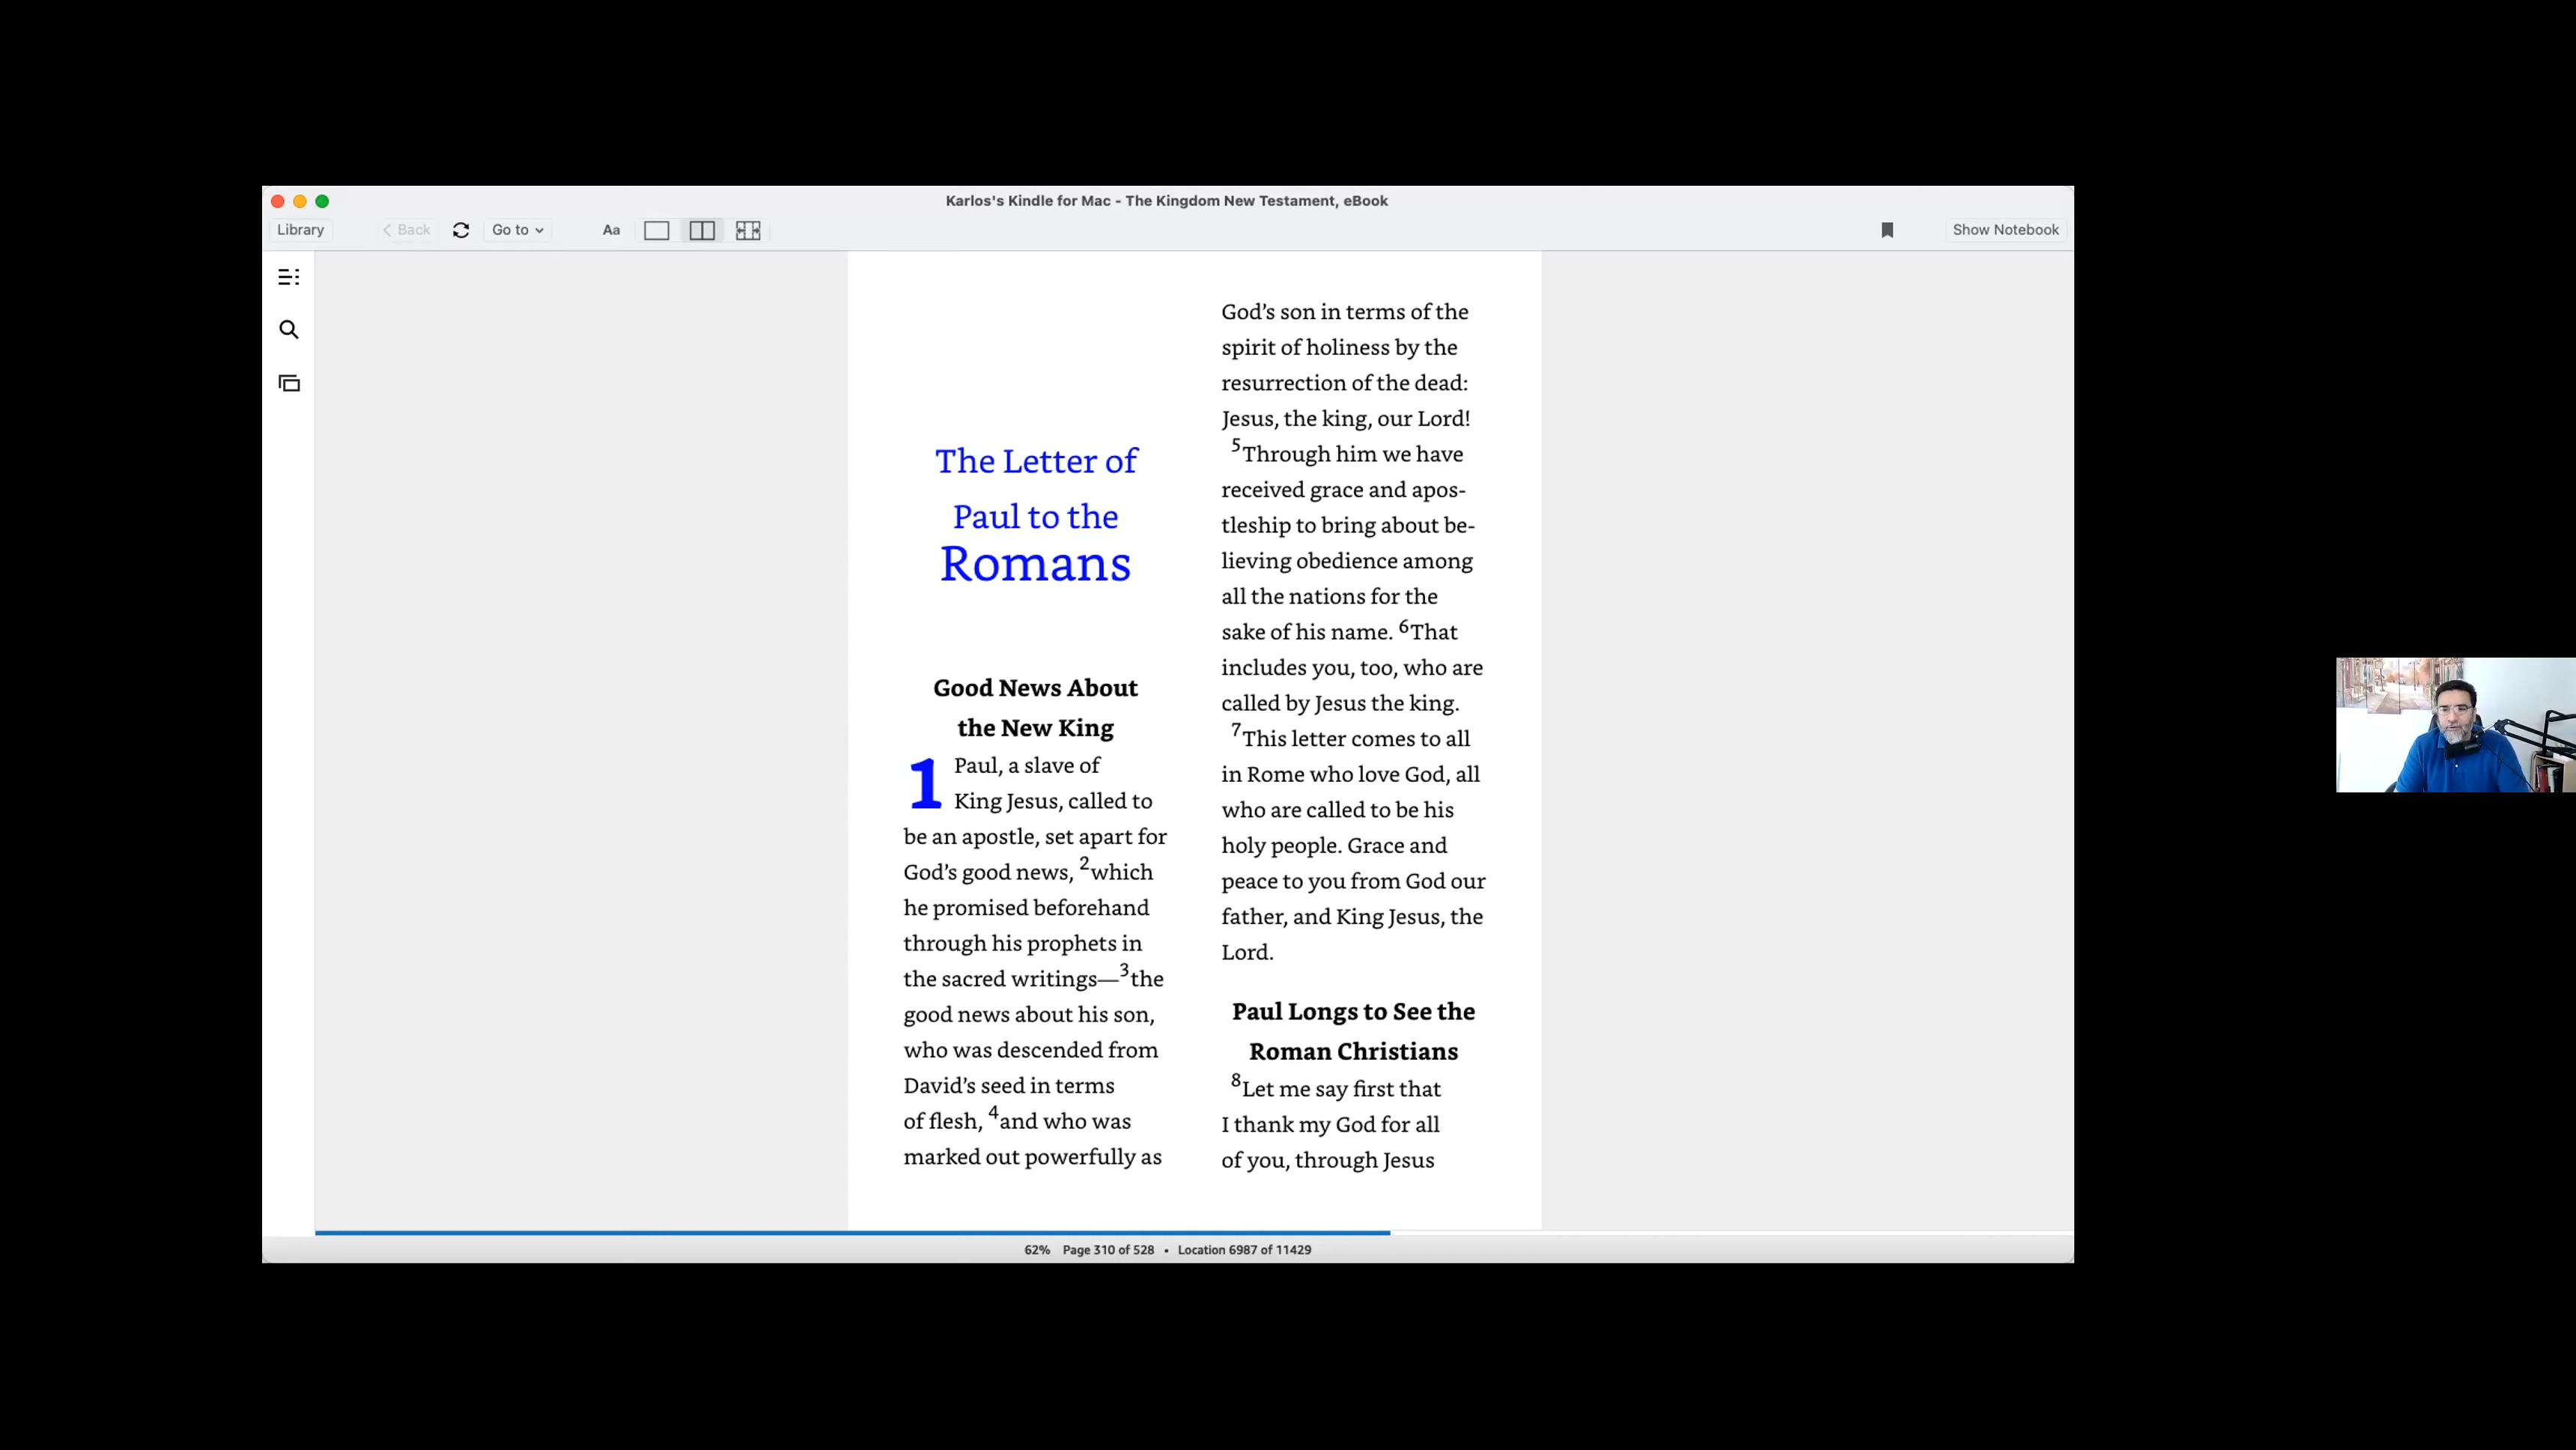 Karlos's Kindle for Mac - The Kingdom New Testament, eBook
Library
Back
Go to
Aa
Show Notebook
The Letter of
Paul to the
Romans
Good News About
the New King
1 Paul, a slave of
King Jesus, called to
be an apostle, set apart for
God’s good news, 2which
he promised beforehand
through his prophets in
the sacred writings—3the
good news about his son,
who was descended from
David’s seed in terms
of flesh, 4and who was
marked out powerfully as
God’s son in terms of the
spirit of holiness by the
resurrection of the dead:
Jesus, the king, our Lord!
5Through him we have
received grace and apos-
tleship to bring about be-
lieving obedience among
all the nations for the
sake of his name. 6That
includes you, too, who are
called by Jesus the king.
7This letter comes to all
in Rome who love God, all
who are called to be his
holy people. Grace and
peace to you from God our
father, and King Jesus, the
Lord.
Paul Longs to See the
Roman Christians
8Let me say first that
I thank my God for all
of you, through Jesus
62% Page 310 of 528 • Location 6987 of 11429